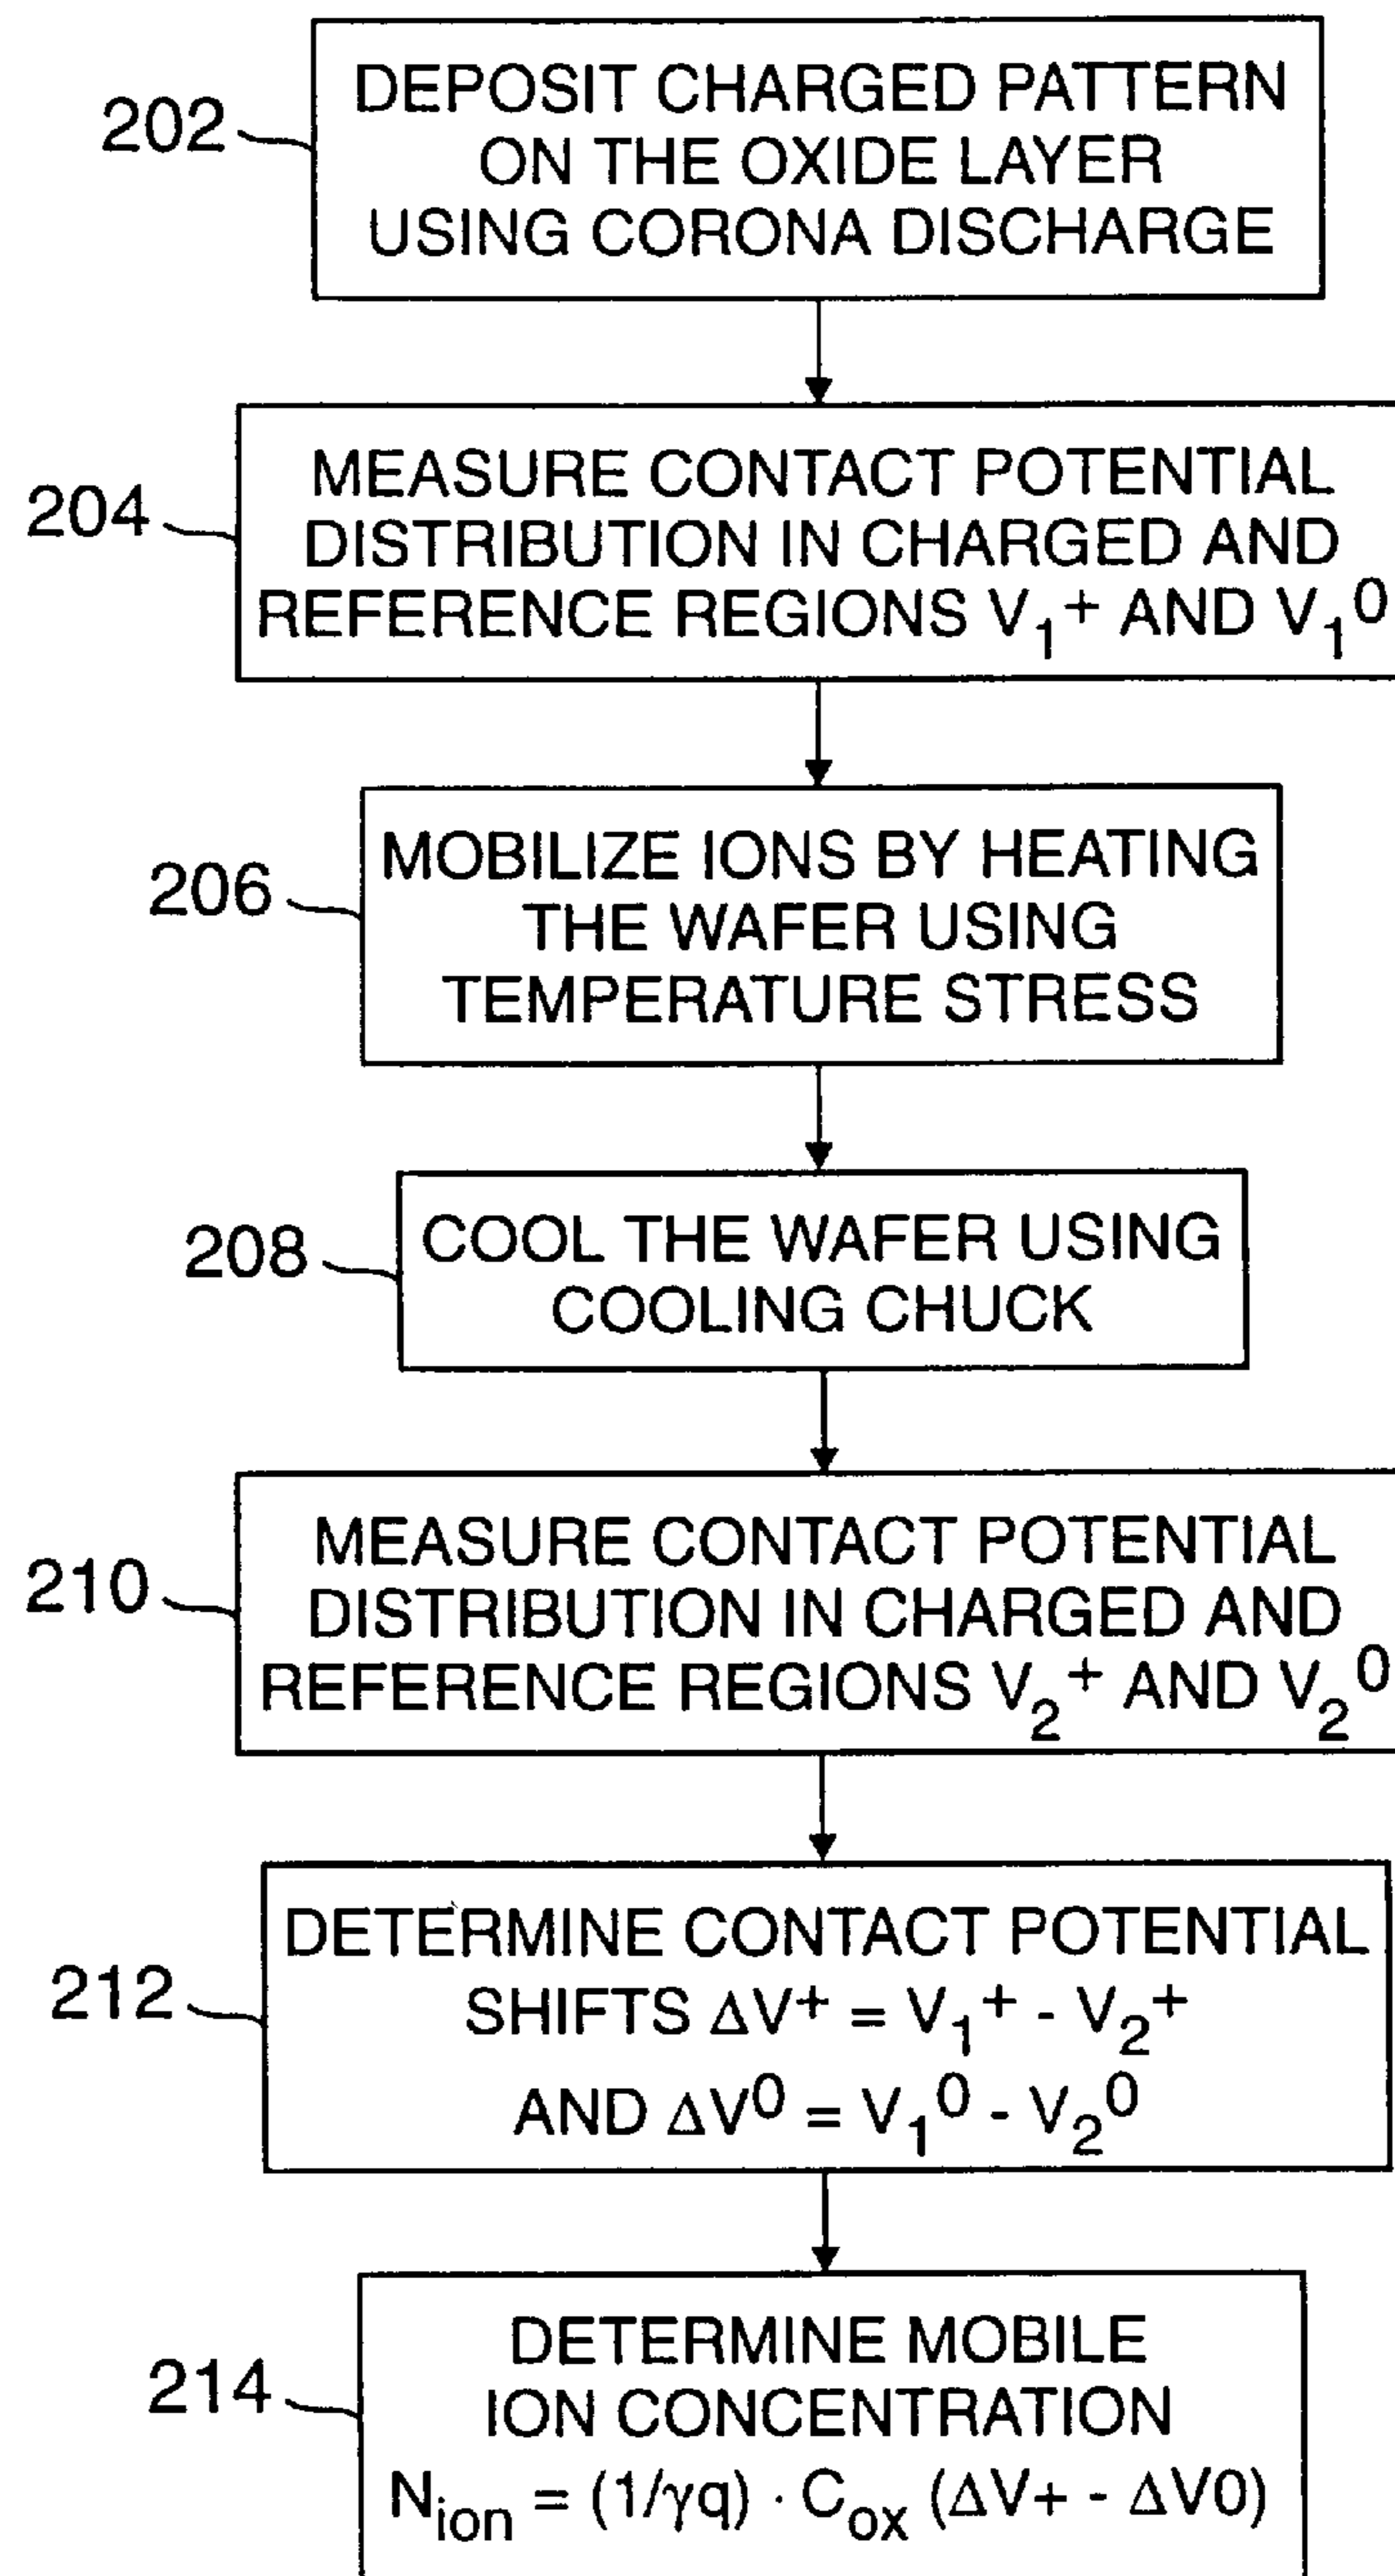 202
DEPOSIT CHARGED PATTERN
ON THE OXIDE LAYER
USING CORONA DISCHARGE
204
MEASURE CONTACT POTENTIAL
DISTRIBUTION IN CHARGED AND
REFERENCE REGIONS V₁⁺ AND V₁⁰
206
MOBILIZE IONS BY HEATING
THE WAFER USING
TEMPERATURE STRESS
208
COOL THE WAFER USING
COOLING CHUCK
210
MEASURE CONTACT POTENTIAL
DISTRIBUTION IN CHARGED AND
REFERENCE REGIONS V₂⁺ AND V₂⁰
212
DETERMINE CONTACT POTENTIAL
SHIFTS ΔV⁺ = V₁⁺ - V₂⁺
AND ΔV⁰ = V₁⁰ - V₂⁰
214
DETERMINE MOBILE
ION CONCENTRATION
N_ion = (1/γq) · C_ox (ΔV+ - ΔV0)